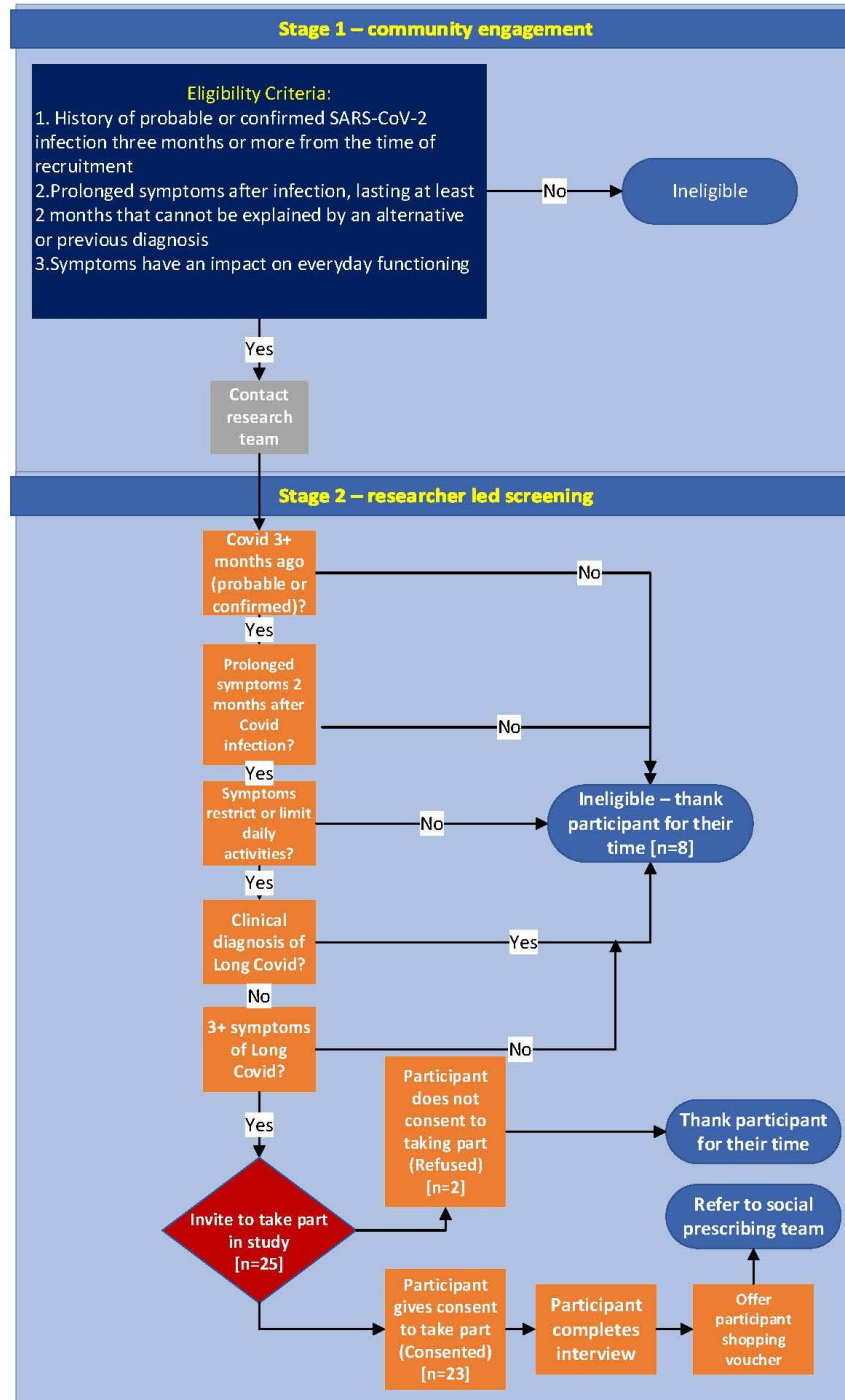 Stage 1 – community engagement
Eligibility Criteria:
1. History of probable or confirmed SARS-CoV-2
infection three months or more from the time of
recruitment
2.Prolonged symptoms after infection, lasting at least
2 months that cannot be explained by an alternative
or previous diagnosis
3.Symptoms have an impact on everyday functioning
No
Ineligible
Yes
Contact
research
team
Stage 2 – researcher led screening
Covid 3+
months ago
(probable or
confirmed)?
No
Yes
Prolonged
symptoms 2
months after
Covid
infection?
No
Yes
Symptoms
restrict or limit
daily
activities?
No
Ineligible – thank
participant for their
time [n=8]
Yes
Clinical
diagnosis of
Long Covid?
Yes
No
3+ symptoms
of Long
Covid?
No
Yes
Participant
does not
consent to
taking part
(Refused)
[n=2]
Thank participant
for their time
Invite to take part
in study
[n=25]
Refer to social
prescribing team
Participant
gives consent
to take part
(Consented)
[n=23]
Participant
completes
interview
Offer
participant
shopping
voucher